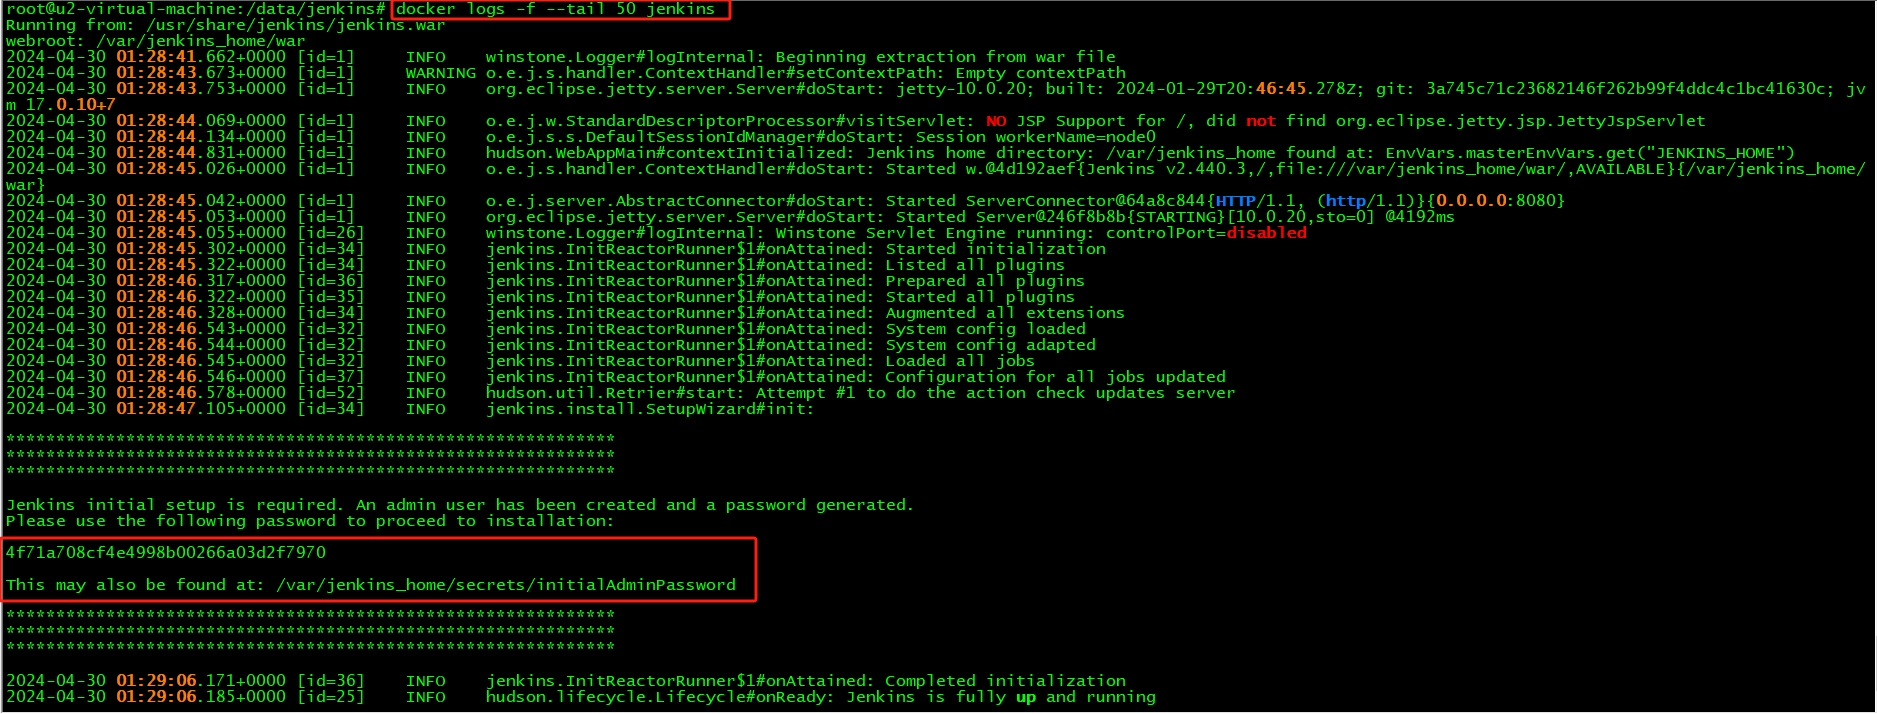 root@u2-virtual-machine:/data/jenkins# docker logs -f --tail 50 jenkins
Running from: /usr/share/jenkins/jenkins.war
webroot: /var/jenkins_home/war
2024-04-30 01:28:41.662+0000 [id=1]	INFO	winstone.Logger#logInternal: Beginning extraction from war file
2024-04-30 01:28:43.673+0000 [id=1]	WARNING	o.e.j.s.handler.ContextHandler#setContextPath: Empty contextPath
2024-04-30 01:28:43.753+0000 [id=1]	INFO	org.eclipse.jetty.server.Server#doStart: jetty-10.0.20; built: 2024-01-29T20:46:45.278Z; git: 3a745c71c23682146f262b99f4ddc4c1bc41630c; jv
m 17.0.10+7
2024-04-30 01:28:44.069+0000 [id=1]	INFO	o.e.j.w.StandardDescriptorProcessor#visitServlet: NO JSP Support for /, did not find org.eclipse.jetty.jsp.JettyJspServlet
2024-04-30 01:28:44.134+0000 [id=1]	INFO	o.e.j.s.s.DefaultSessionIdManager#doStart: Session workerName=node0
2024-04-30 01:28:44.831+0000 [id=1]	INFO	hudson.WebAppMain#contextInitialized: Jenkins home directory: /var/jenkins_home found at: EnvVars.masterEnvVars.get("JENKINS_HOME")
2024-04-30 01:28:45.026+0000 [id=1]	INFO	o.e.j.s.handler.ContextHandler#doStart: Started w.@4d192aef{Jenkins v2.440.3,/,file:///var/jenkins_home/war/,AVAILABLE}{/var/jenkins_home/
war}
2024-04-30 01:28:45.042+0000 [id=1]	INFO	o.e.j.server.AbstractConnector#doStart: Started ServerConnector@64a8c844{HTTP/1.1, (http/1.1)}{0.0.0.0:8080}
2024-04-30 01:28:45.053+0000 [id=1]	INFO	org.eclipse.jetty.server.Server#doStart: Started Server@246f8b8b{STARTING}[10.0.20,sto=0] @4192ms
2024-04-30 01:28:45.055+0000 [id=26]	INFO	winstone.Logger#logInternal: Winstone Servlet Engine running: controlPort=disabled
2024-04-30 01:28:45.302+0000 [id=34]	INFO	jenkins.InitReactorRunner$1#onAttained: Started initialization
2024-04-30 01:28:45.322+0000 [id=34]	INFO	jenkins.InitReactorRunner$1#onAttained: Listed all plugins
2024-04-30 01:28:46.317+0000 [id=36]	INFO	jenkins.InitReactorRunner$1#onAttained: Prepared all plugins
2024-04-30 01:28:46.322+0000 [id=35]	INFO	jenkins.InitReactorRunner$1#onAttained: Started all plugins
2024-04-30 01:28:46.328+0000 [id=34]	INFO	jenkins.InitReactorRunner$1#onAttained: Augmented all extensions
2024-04-30 01:28:46.543+0000 [id=32]	INFO	jenkins.InitReactorRunner$1#onAttained: System config loaded
2024-04-30 01:28:46.544+0000 [id=32]	INFO	jenkins.InitReactorRunner$1#onAttained: System config adapted
2024-04-30 01:28:46.545+0000 [id=32]	INFO	jenkins.InitReactorRunner$1#onAttained: Loaded all jobs
2024-04-30 01:28:46.546+0000 [id=37]	INFO	jenkins.InitReactorRunner$1#onAttained: Configuration for all jobs updated
2024-04-30 01:28:46.578+0000 [id=52]	INFO	hudson.util.Retrier#start: Attempt #1 to do the action check updates server
2024-04-30 01:28:47.105+0000 [id=34]	INFO	jenkins.install.SetupWizard#init:
*************************************************************
*************************************************************
*************************************************************
Jenkins initial setup is required. An admin user has been created and a password generated.
Please use the following password to proceed to installation:
4f71a708cf4e4998b00266a03d2f7970
This may also be found at: /var/jenkins_home/secrets/initialAdminPassword
*************************************************************
*************************************************************
*************************************************************
2024-04-30 01:29:06.171+0000 [id=36]	INFO	jenkins.InitReactorRunner$1#onAttained: Completed initialization
2024-04-30 01:29:06.185+0000 [id=25]	INFO	hudson.lifecycle.Lifecycle#onReady: Jenkins is fully up and running